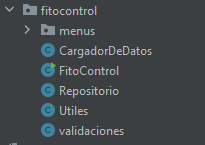 fitocontrol
menus
CargadorDeDatos
FitoControl
Repositorio
Utiles
validaciones